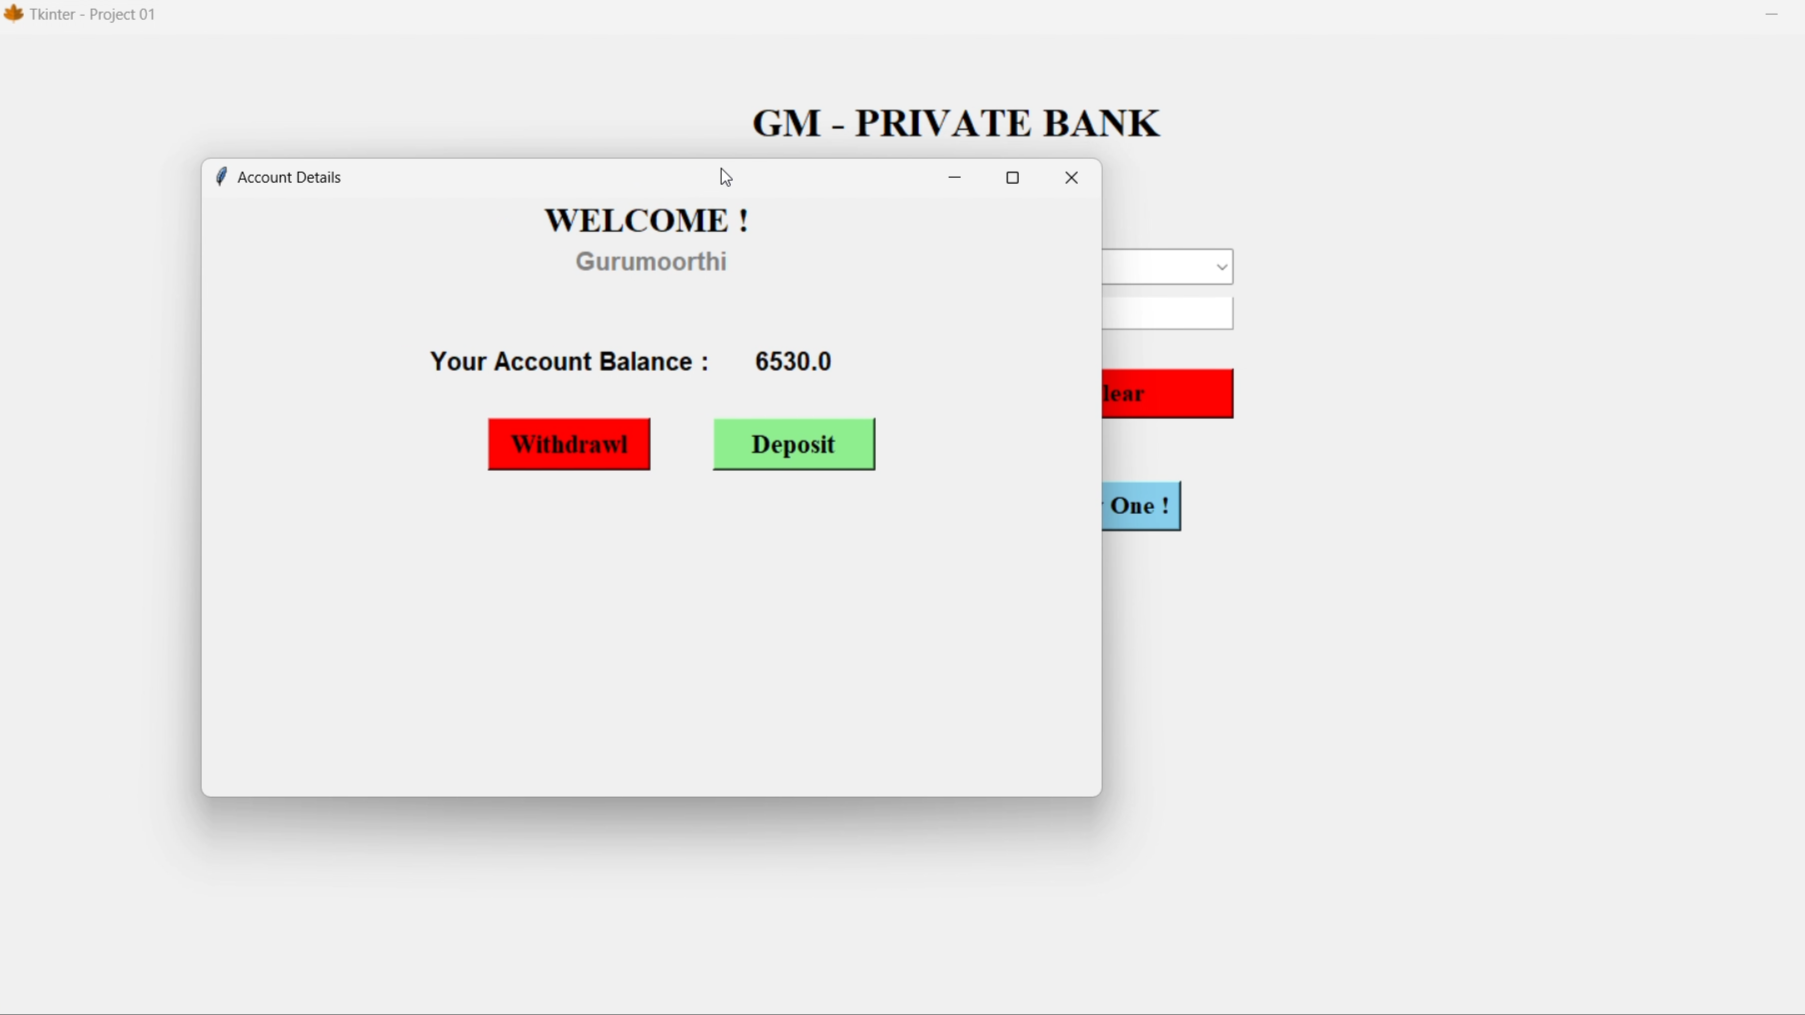 Tkinter - Project 01
GM - PRIVATE BANK
Account Details
WELCOME !
Gurumoorthi
Your Account Balance : 6530.0
lear
Withdrawl Deposit
One !